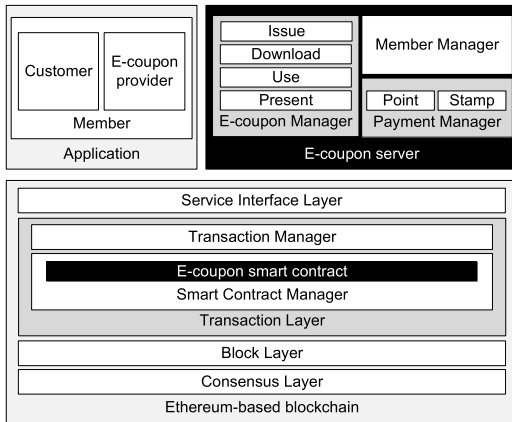 Customer
E-coupon
provider
Member
Application
Issue
Download
Use
Present
E-coupon Manager
Member Manager
Point
Stamp
Payment Manager
E-coupon server
Service Interface Layer
Transaction Manager
E-coupon smart contract
Smart Contract Manager
Transaction Layer
Block Layer
Consensus Layer
Ethereum-based blockchain